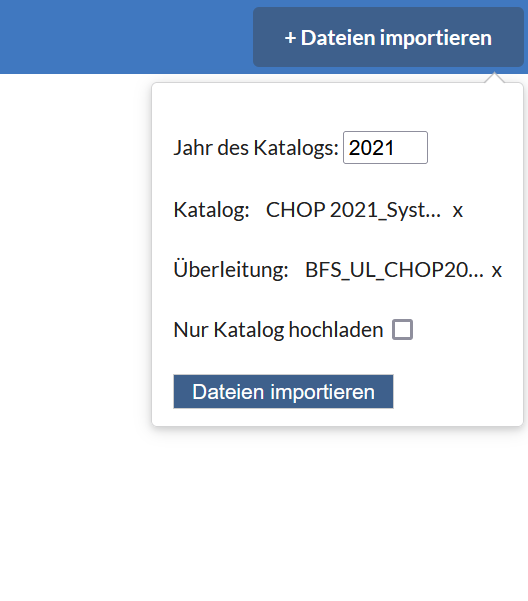 + Dateien importieren
Jahr des Katalogs: 2021
Katalog: CHOP 2021_Syst... x
Überleitung: BFS_UL_CHOP20... x
Nur Katalog hochladen
Dateien importieren